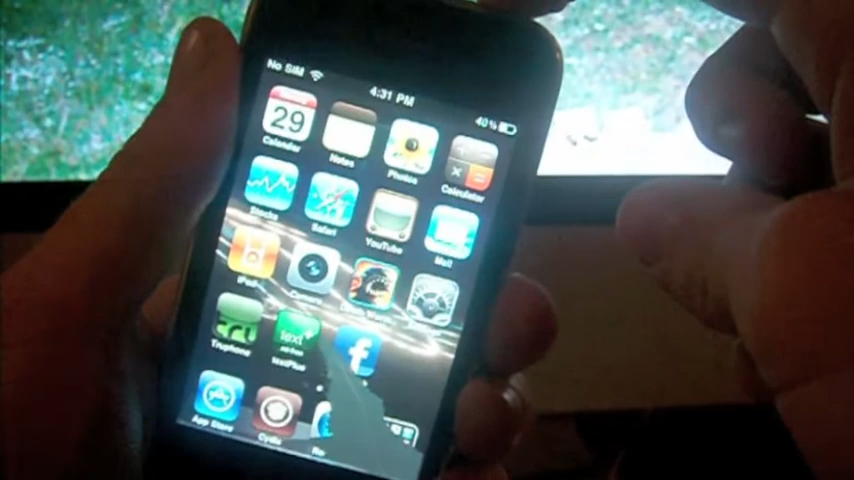 No SIM
4:31 PM
40%
29
Calendar
Notes
Photos
Calculator
Stocks
Safari
YouTube
Mail
iPod
Camera
Truphone
text+
textPlus
f
App Store
Cydia